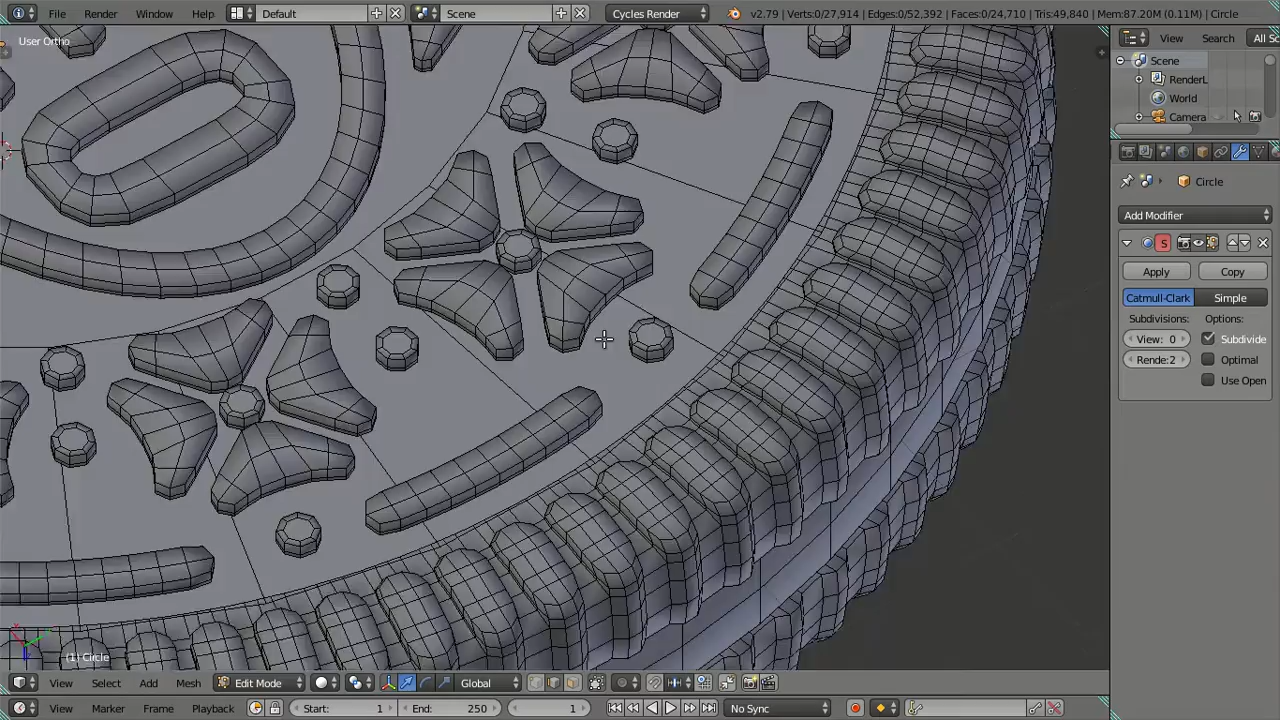 File Render Window Help Default Scene Cycles Render v2.79 | Verts:0/27,914 | Edges:0/52,392 | Faces:0/24,710 | Tris:49,840 | Mem:87.20M (0.11M) | Circle
User Ortho
View Search All Sc
Scene
RenderL
World
Camera
Circle
Add Modifier
S
Apply Copy
Catmull-Clark Simple
Subdivisions: Options:
View: 0 Subdivide
Rende:2 Optimal
Use Open
(1) Circle
View Select Add Mesh Edit Mode Global
View Marker Frame Playback Start: 1 End: 250 1 No Sync